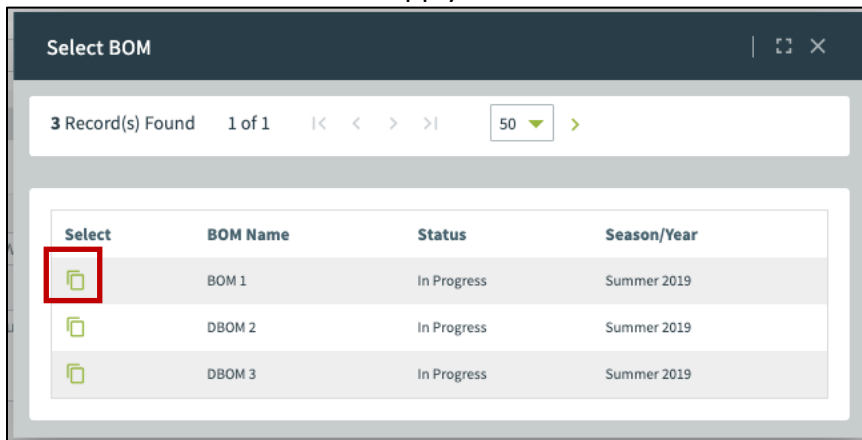 Select BOM
3 Record(s) Found 1 of 1 50
Select BOM Name Status Season/Year
BOM 1 In Progress Summer 2019
DBOM 2 In Progress Summer 2019
DBOM 3 In Progress Summer 2019